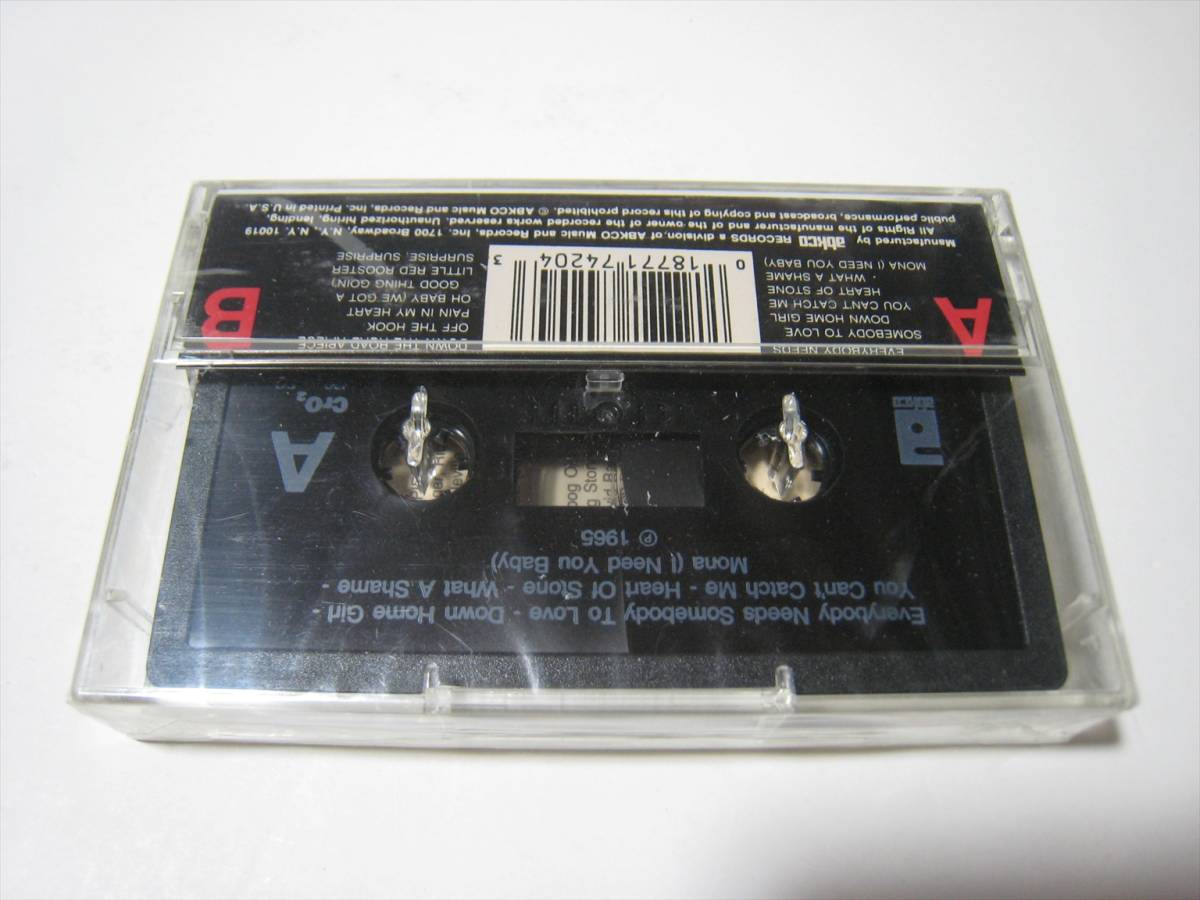 Everybody Needs Somebody To Love - Down Home Girl -
You Can't Catch Me - Heart Of Stone - What A Shame -
Mona (I Need You Baby)
℗ 1965
A
CrO₂
A
EVERYBODY NEEDS
SOMEBODY TO LOVE
DOWN HOME GIRL
YOU CAN'T CATCH ME
HEART OF STONE
WHAT A SHAME
MONA (I NEED YOU BABY)
0 18771 74204 3
B
DOWN THE ROAD APIECE
OFF THE HOOK
PAIN IN MY HEART
OH BABY (WE GOT A
GOOD THING GOIN)
LITTLE RED ROOSTER
SURPRISE, SURPRISE
Manufactured by abkco RECORDS a division of ABKCO Music and Records, Inc. 1700 Broadway, N.Y., N.Y. 10019
All Rights of the manufacturer and of the owner of the recorded works reserved. Unauthorized hiring, lending,
public performance, broadcast and copying of this record prohibited. © ABKCO Music and Records, Inc. Printed in U.S.A